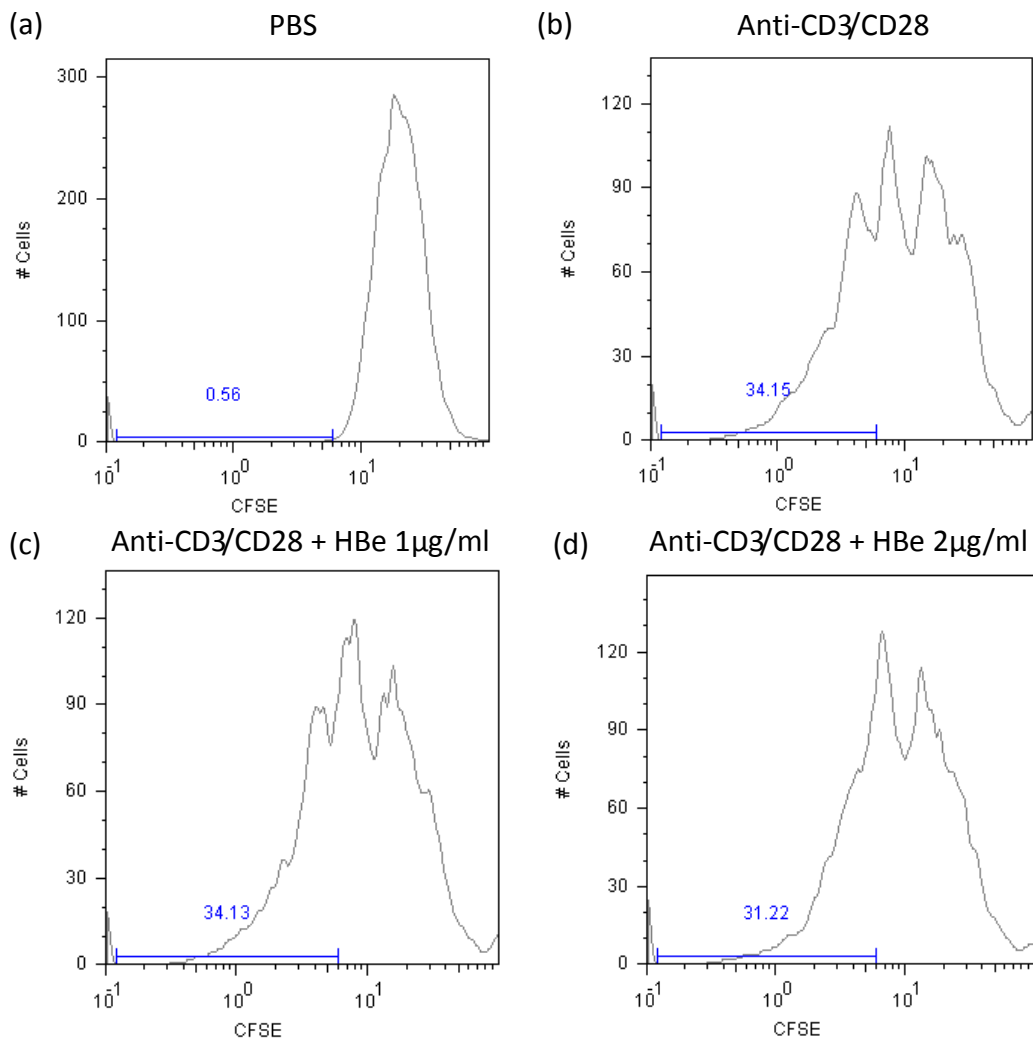 (a) PBS
300
200
100
0
# Cells
0.56
10-1 100 101
CFSE
(b) Anti-CD3/CD28
120
90
60
30
0
# Cells
34.15
10-1 100 101
CFSE
(c) Anti-CD3/CD28 + HBe 1µg/ml
120
90
60
30
0
# Cells
34.13
10-1 100 101
CFSE
(d) Anti-CD3/CD28 + HBe 2µg/ml
120
90
60
30
0
# Cells
31.22
10-1 100 101
CFSE